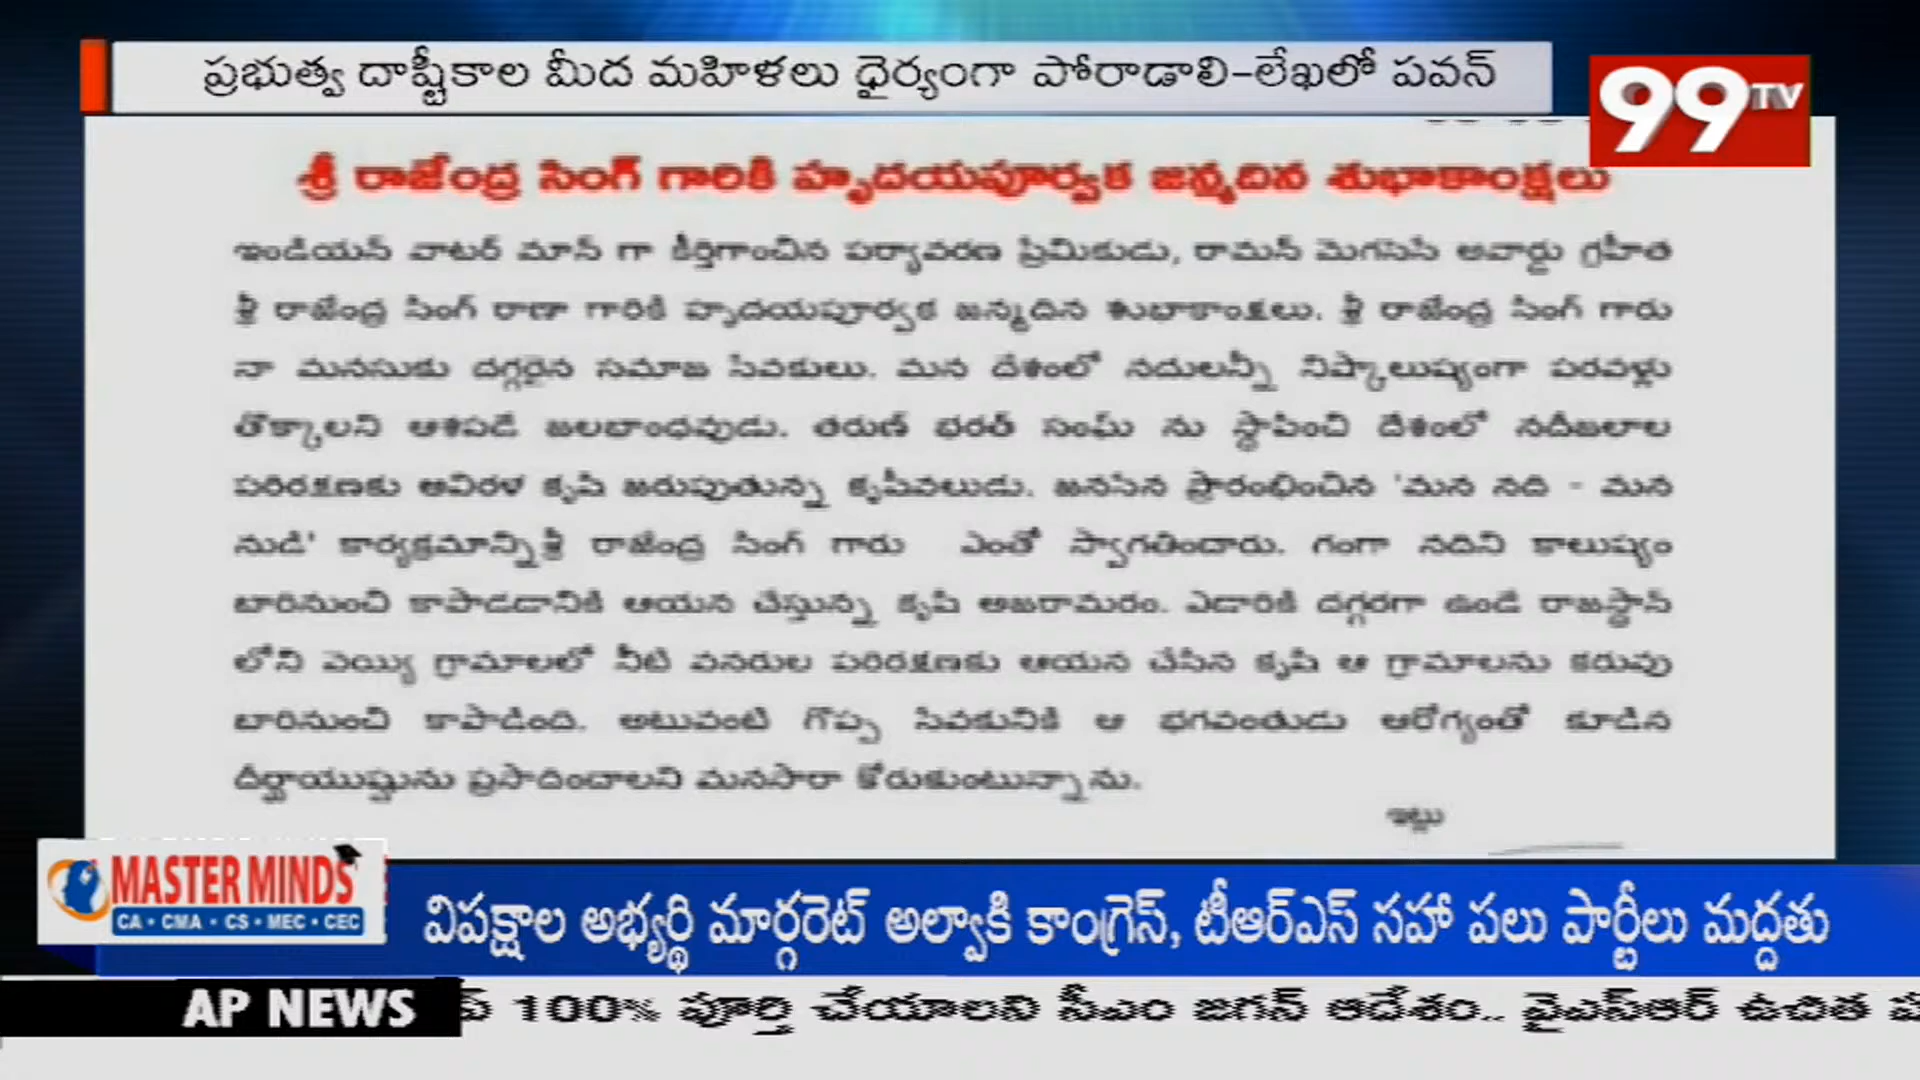 ప్రభుత్వ దాష్టీకాల మీద మహిళలు ధైర్యంగా పోరాడాలి-లేఖలో పవన్
99TV
శ్రీ రాజేంద్ర సింగ్ గారికి హృదయపూర్వక జన్మదిన శుభాకాంక్షలు
ఇండియన్ వాటర్ మాన్ గా కీర్తిగాంచిన పర్యావరణ ప్రేమికుడు, రామన్ మెగసెసే అవార్డు గ్రహీత
శ్రీ రాజేంద్ర సింగ్ రాణా గారికి హృదయపూర్వక జన్మదిన శుభాకాంక్షలు. శ్రీ రాజేంద్ర సింగ్ గారు
నా మనసుకు దగ్గరైన సమాజ సేవకులు. మన దేశంలో నదులన్నీ నిష్కాలుష్యంగా పరవళ్లు
తొక్కాలని ఆశపడే జలబాంధవుడు. తరుణ్ భరత్ సంఘ్ ను స్థాపించి దేశంలో నదీజలాల
పరిరక్షణకు అవిరళ కృషి జరుపుతున్న కృషీవలుడు. జనసేన ప్రారంభించిన 'మన నది - మన
నుడి' కార్యక్రమాన్ని శ్రీ రాజేంద్ర సింగ్ గారు ఎంతో స్వాగతించారు. గంగా నదిని కాలుష్యం
బారినుంచి కాపాడడానికి ఆయన చేస్తున్న కృషి అజరామరం. ఎడారికి దగ్గరగా ఉండే రాజస్థాన్
లోని వెయ్యి గ్రామాలలో నీటి వనరుల పరిరక్షణకు ఆయన చేసిన కృషి ఆ గ్రామాలను కరువు
బారినుంచి కాపాడింది. అటువంటి గొప్ప సేవకునికి ఆ భగవంతుడు ఆరోగ్యంతో కూడిన
దీర్ఘాయుష్షును ప్రసాదించాలని మనసారా కోరుకుంటున్నాను.
ఇట్లు
MASTER MINDS
CA • CMA • CS • MEC • CEC
విపక్షాల అభ్యర్థి మార్గరెట్ అల్వాకి కాంగ్రెస్, టీఆర్ఎస్ సహా పలు పార్టీలు మద్దతు
AP NEWS
100% పూర్తి చేయాలని సీఎం జగన్ ఆదేశం.. వైఎస్ఆర్ ఉచిత